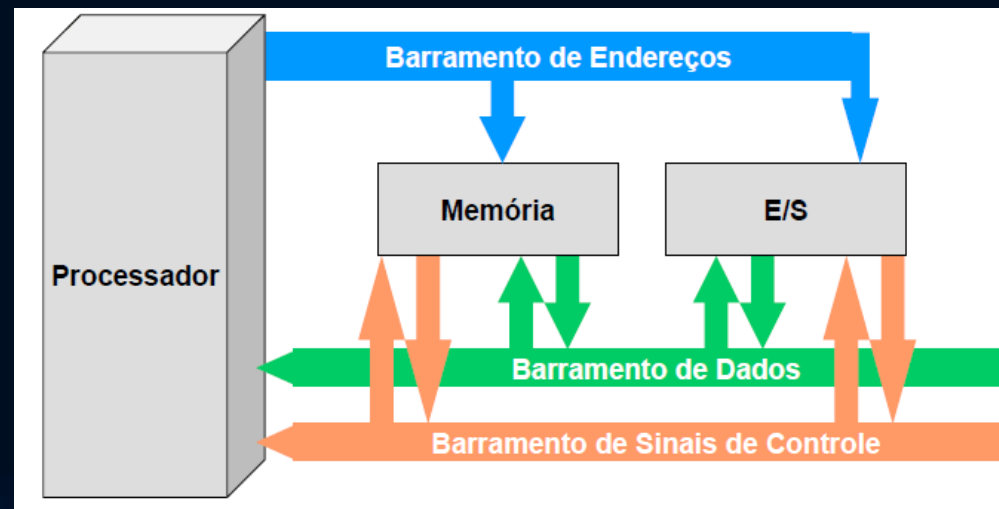 Barramento de Endereços
Memória
E/S
Processador
Barramento de Dados
Barramento de Sinais de Controle